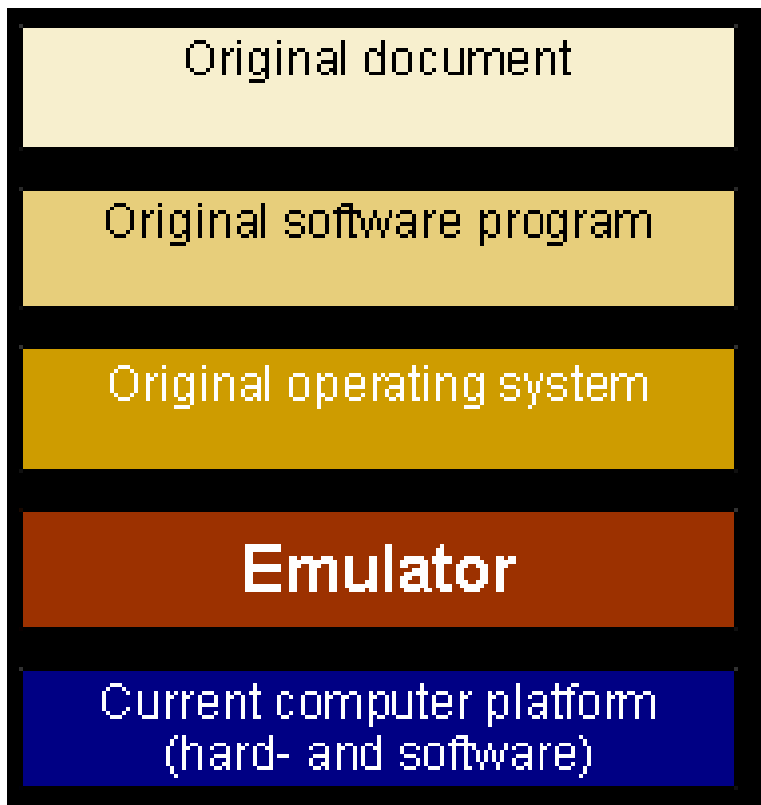 Original document
Original software program
Original operating system
Emulator
Current computer platform
(hard- and software)